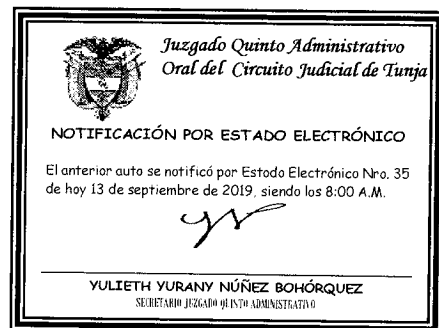 Juzgado Quinto Administrativo
Oral del Circuito Judicial de Tunja
NOTIFICACIÓN POR ESTADO ELECTRÓNICO
El anterior auto se notificó por Estado Electrónico Nro. 35
de hoy 13 de septiembre de 2019, siendo los 8:00 A.M.
YULIETH YURANY NÚÑEZ BOHÓRQUEZ
SECRETARIO JUZGADO QUINTO ADMINISTRATIVO